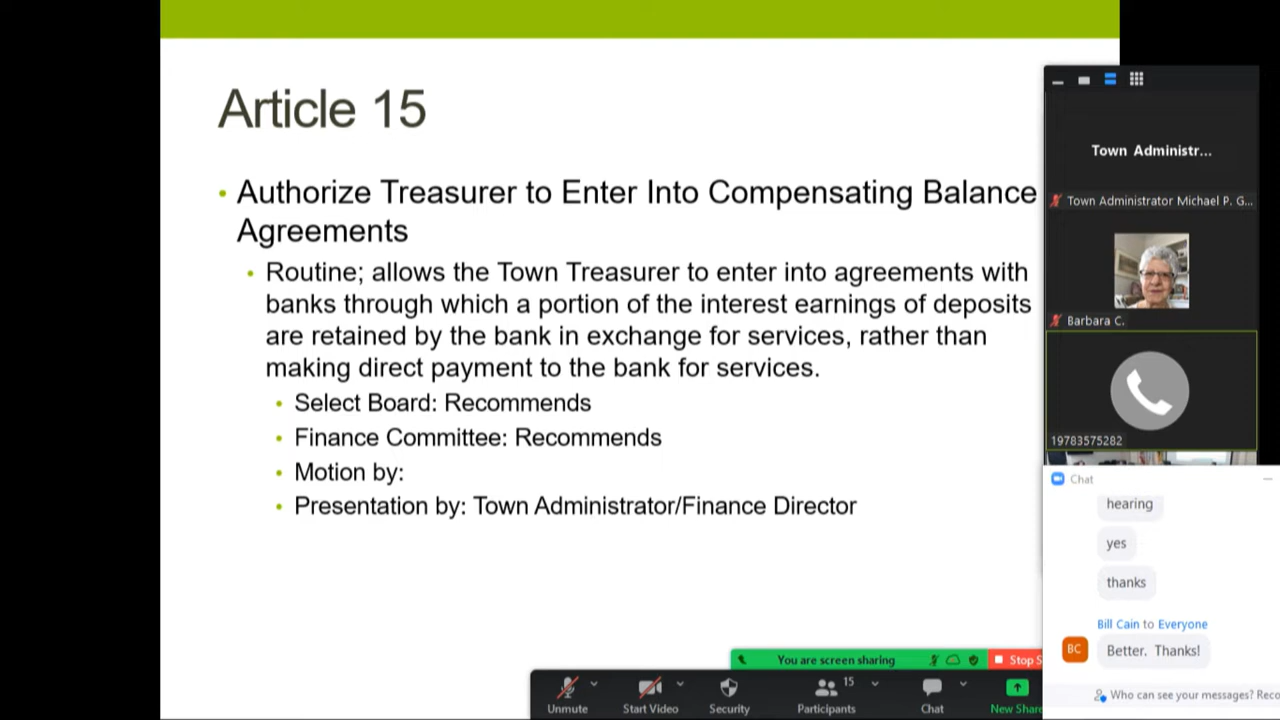 Article 15
• Authorize Treasurer to Enter Into Compensating Balance
Agreements
• Routine; allows the Town Treasurer to enter into agreements with
banks through which a portion of the interest earnings of deposits
are retained by the bank in exchange for services, rather than
making direct payment to the bank for services.
• Select Board: Recommends
• Finance Committee: Recommends
• Motion by:
• Presentation by: Town Administrator/Finance Director
Town Administr...
Town Administrator Michael P. G...
Barbara C.
19783575282
Chat
hearing
yes
thanks
Bill Cain to Everyone
BC
Better. Thanks!
Who can see your messages? Reco
You are screen sharing
Stop S
Unmute
Start Video
Security
15
Participants
Chat
New Share